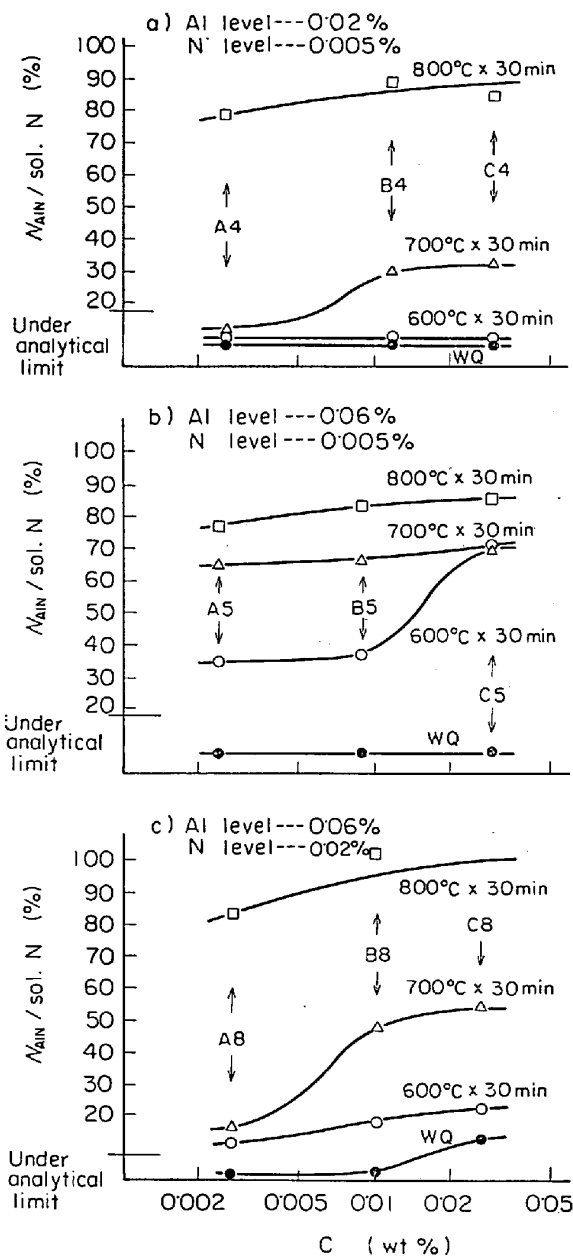 a) Al level---0.02%
N level---0.005%
N_AlN / sol. N (%)
100
90
80
70
60
50
40
30
20
Under
analytical
limit
800°C x 30 min
A4
B4
C4
700°C x 30 min
600°C x 30 min
WQ
b) Al level---0.06%
N level---0.005%
N_AlN / sol. N (%)
100
90
80
70
60
50
40
30
20
Under
analytical
limit
800°C x 30 min
700°C x 30 min
A5
B5
600°C x 30 min
C5
WQ
c) Al level---0.06%
N level---0.02%
N_AlN / sol. N (%)
100
90
80
70
60
50
40
30
20
Under
analytical
limit
800°C x 30 min
A8
B8
C8
700°C x 30 min
600°C x 30 min
WQ
0.002 0.005 0.01 0.02 0.05
C (wt %)